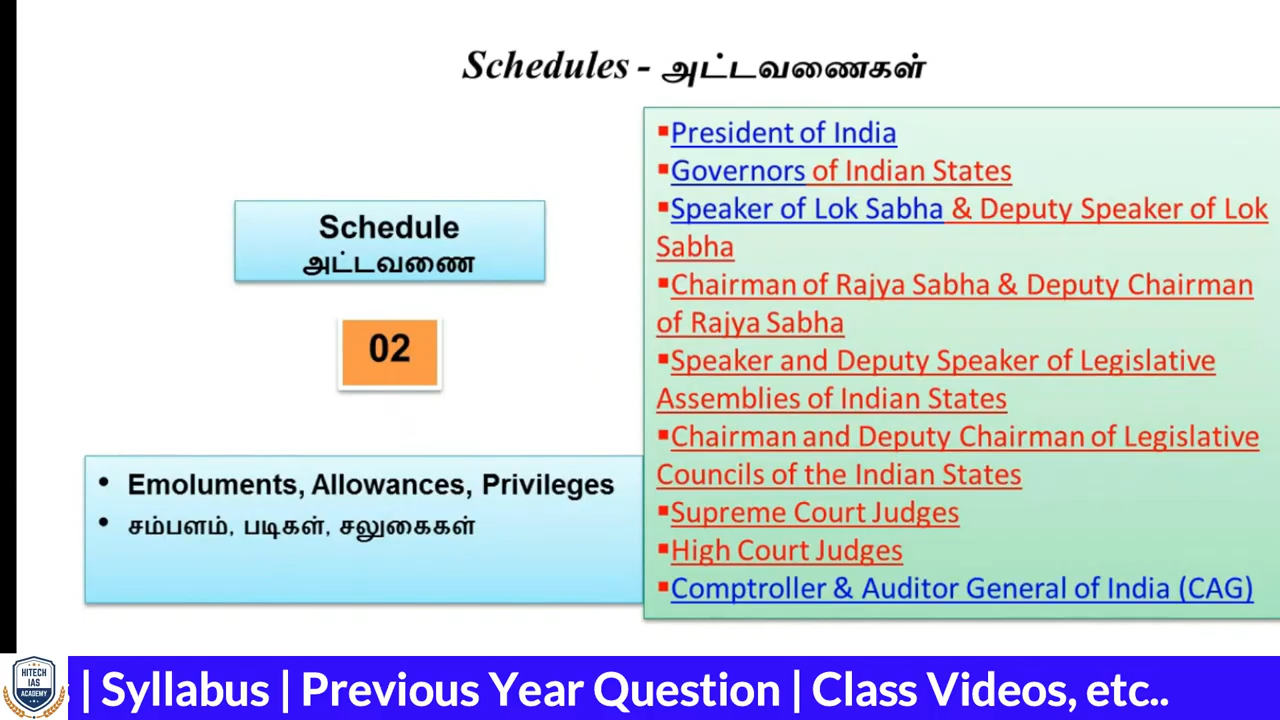 Schedules - அட்டவணைகள்
Schedule
அட்டவணை
02
• Emoluments, Allowances, Privileges
• சம்பளம், படிகள், சலுகைகள்
▪President of India
▪Governors of Indian States
▪Speaker of Lok Sabha & Deputy Speaker of Lok
Sabha
▪Chairman of Rajya Sabha & Deputy Chairman
of Rajya Sabha
▪Speaker and Deputy Speaker of Legislative
Assemblies of Indian States
▪Chairman and Deputy Chairman of Legislative
Councils of the Indian States
▪Supreme Court Judges
▪High Court Judges
▪Comptroller & Auditor General of India (CAG)
HITECH
IAS
ACADEMY
| Syllabus | Previous Year Question | Class Videos, etc..